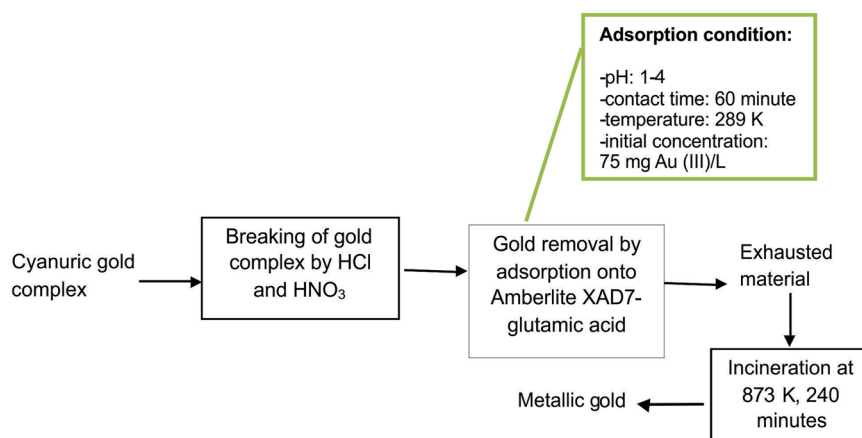 Adsorption condition:
-pH: 1-4
-contact time: 60 minute
-temperature: 289 K
-initial concentration:
75 mg Au (III)/L
Cyanuric gold
complex
Breaking of gold
complex by HCl
and HNO₃
Gold removal by
adsorption onto
Amberlite XAD7-
glutamic acid
Exhausted
material
Incineration at
873 K, 240
minutes
Metallic gold